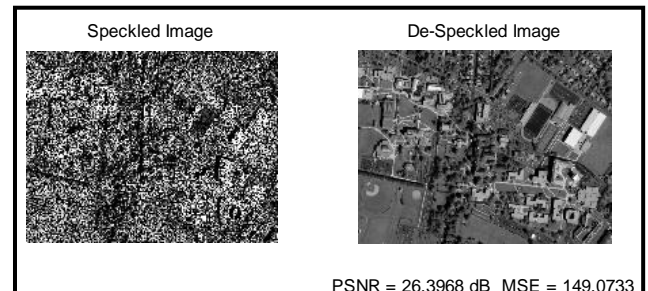 Speckled Image
De-Speckled Image
PSNR = 26.3968 dB  MSE = 149.0733